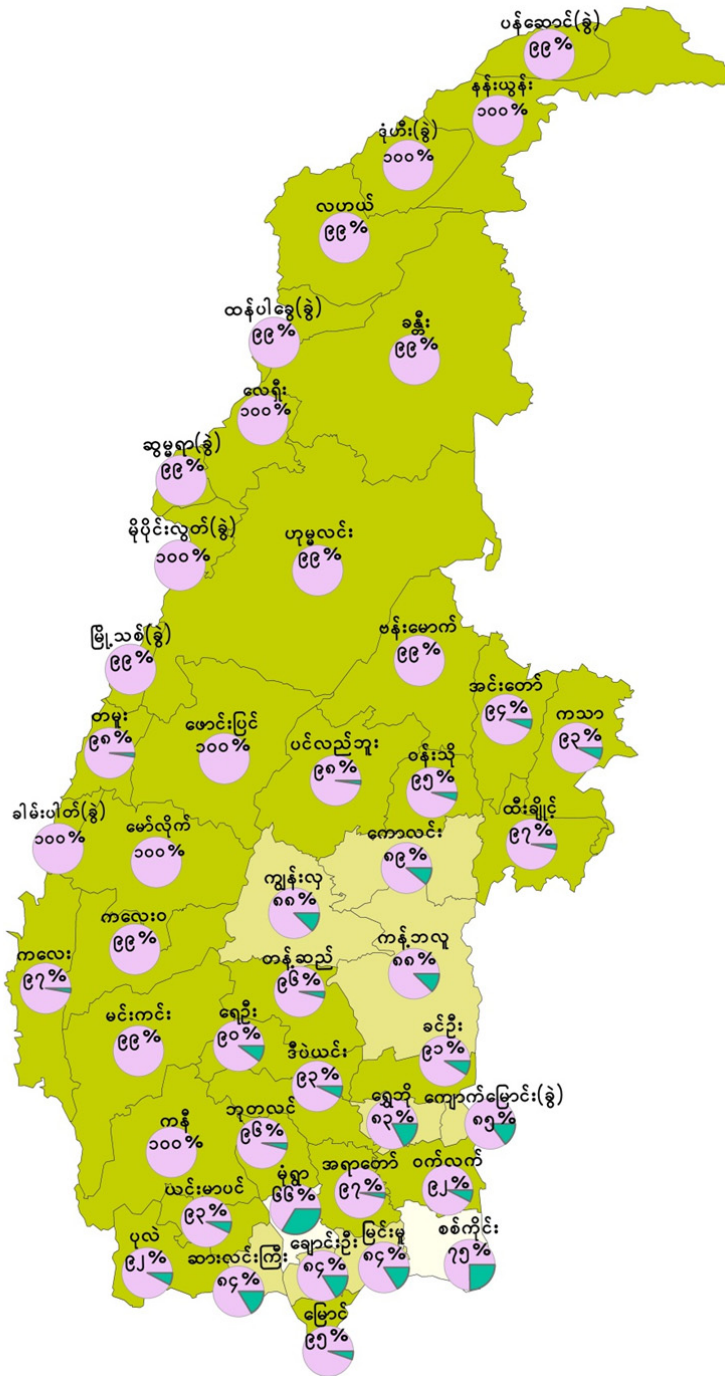 ပန်ဆောင်(ခွဲ)
၉၉%
နန်းယွန်း
၁၀၀%
ဒုံဟီး(ခွဲ)
၁၀၀%
လဟယ်
၉၉%
ထန်ပါခွေ(ခွဲ)
၉၉%
ခန္တီး
၉၉%
လေရှီး
၁၀၀%
ဆွမ္မရာ(ခွဲ)
၉၉%
မိုပိုင်းလွတ်(ခွဲ)
၁၀၀%
ဟုမ္မလင်း
၉၉%
မြို့သစ်(ခွဲ)
၉၉%
ဗန်းမောက်
၉၉%
အင်းတော်
၉၄%
ကသာ
၉၃%
တမူး
၉၈%
ဖောင်းပြင်
၁၀၀%
ပင်လည်ဘူး
၉၈%
ဝန်းသို
၉၅%
ထီးချိုင့်
၉၇%
ခါမ်းပါတ်(ခွဲ)
၁၀၀%
မော်လိုက်
၁၀၀%
ကောလင်း
၈၉%
ကျွန်းလှ
၈၈%
ကလေးဝ
၉၉%
ကလေး
၉၇%
တန့်ဆည်
၉၆%
ကန့်ဘလူ
၈၈%
မင်းကင်း
၉၉%
ရေဦး
၉၀%
ခင်ဦး
၉၁%
ဒီပဲယင်း
၉၃%
ရွှေဘို
၈၃%
ကျောက်မြောင်း(ခွဲ)
၈၅%
ကနီ
၁၀၀%
ဘုတလင်
၉၆%
အရာတော်
၉၇%
ဝက်လက်
၉၂%
မုံရွာ
၆၆%
ယင်းမာပင်
၉၃%
ပုလဲ
၉၂%
ဆားလင်းကြီး
၈၄%
ချောင်းဦး
၈၄%
မြင်းမူ
၈၄%
စစ်ကိုင်း
၇၅%
မြောင်
၉၅%